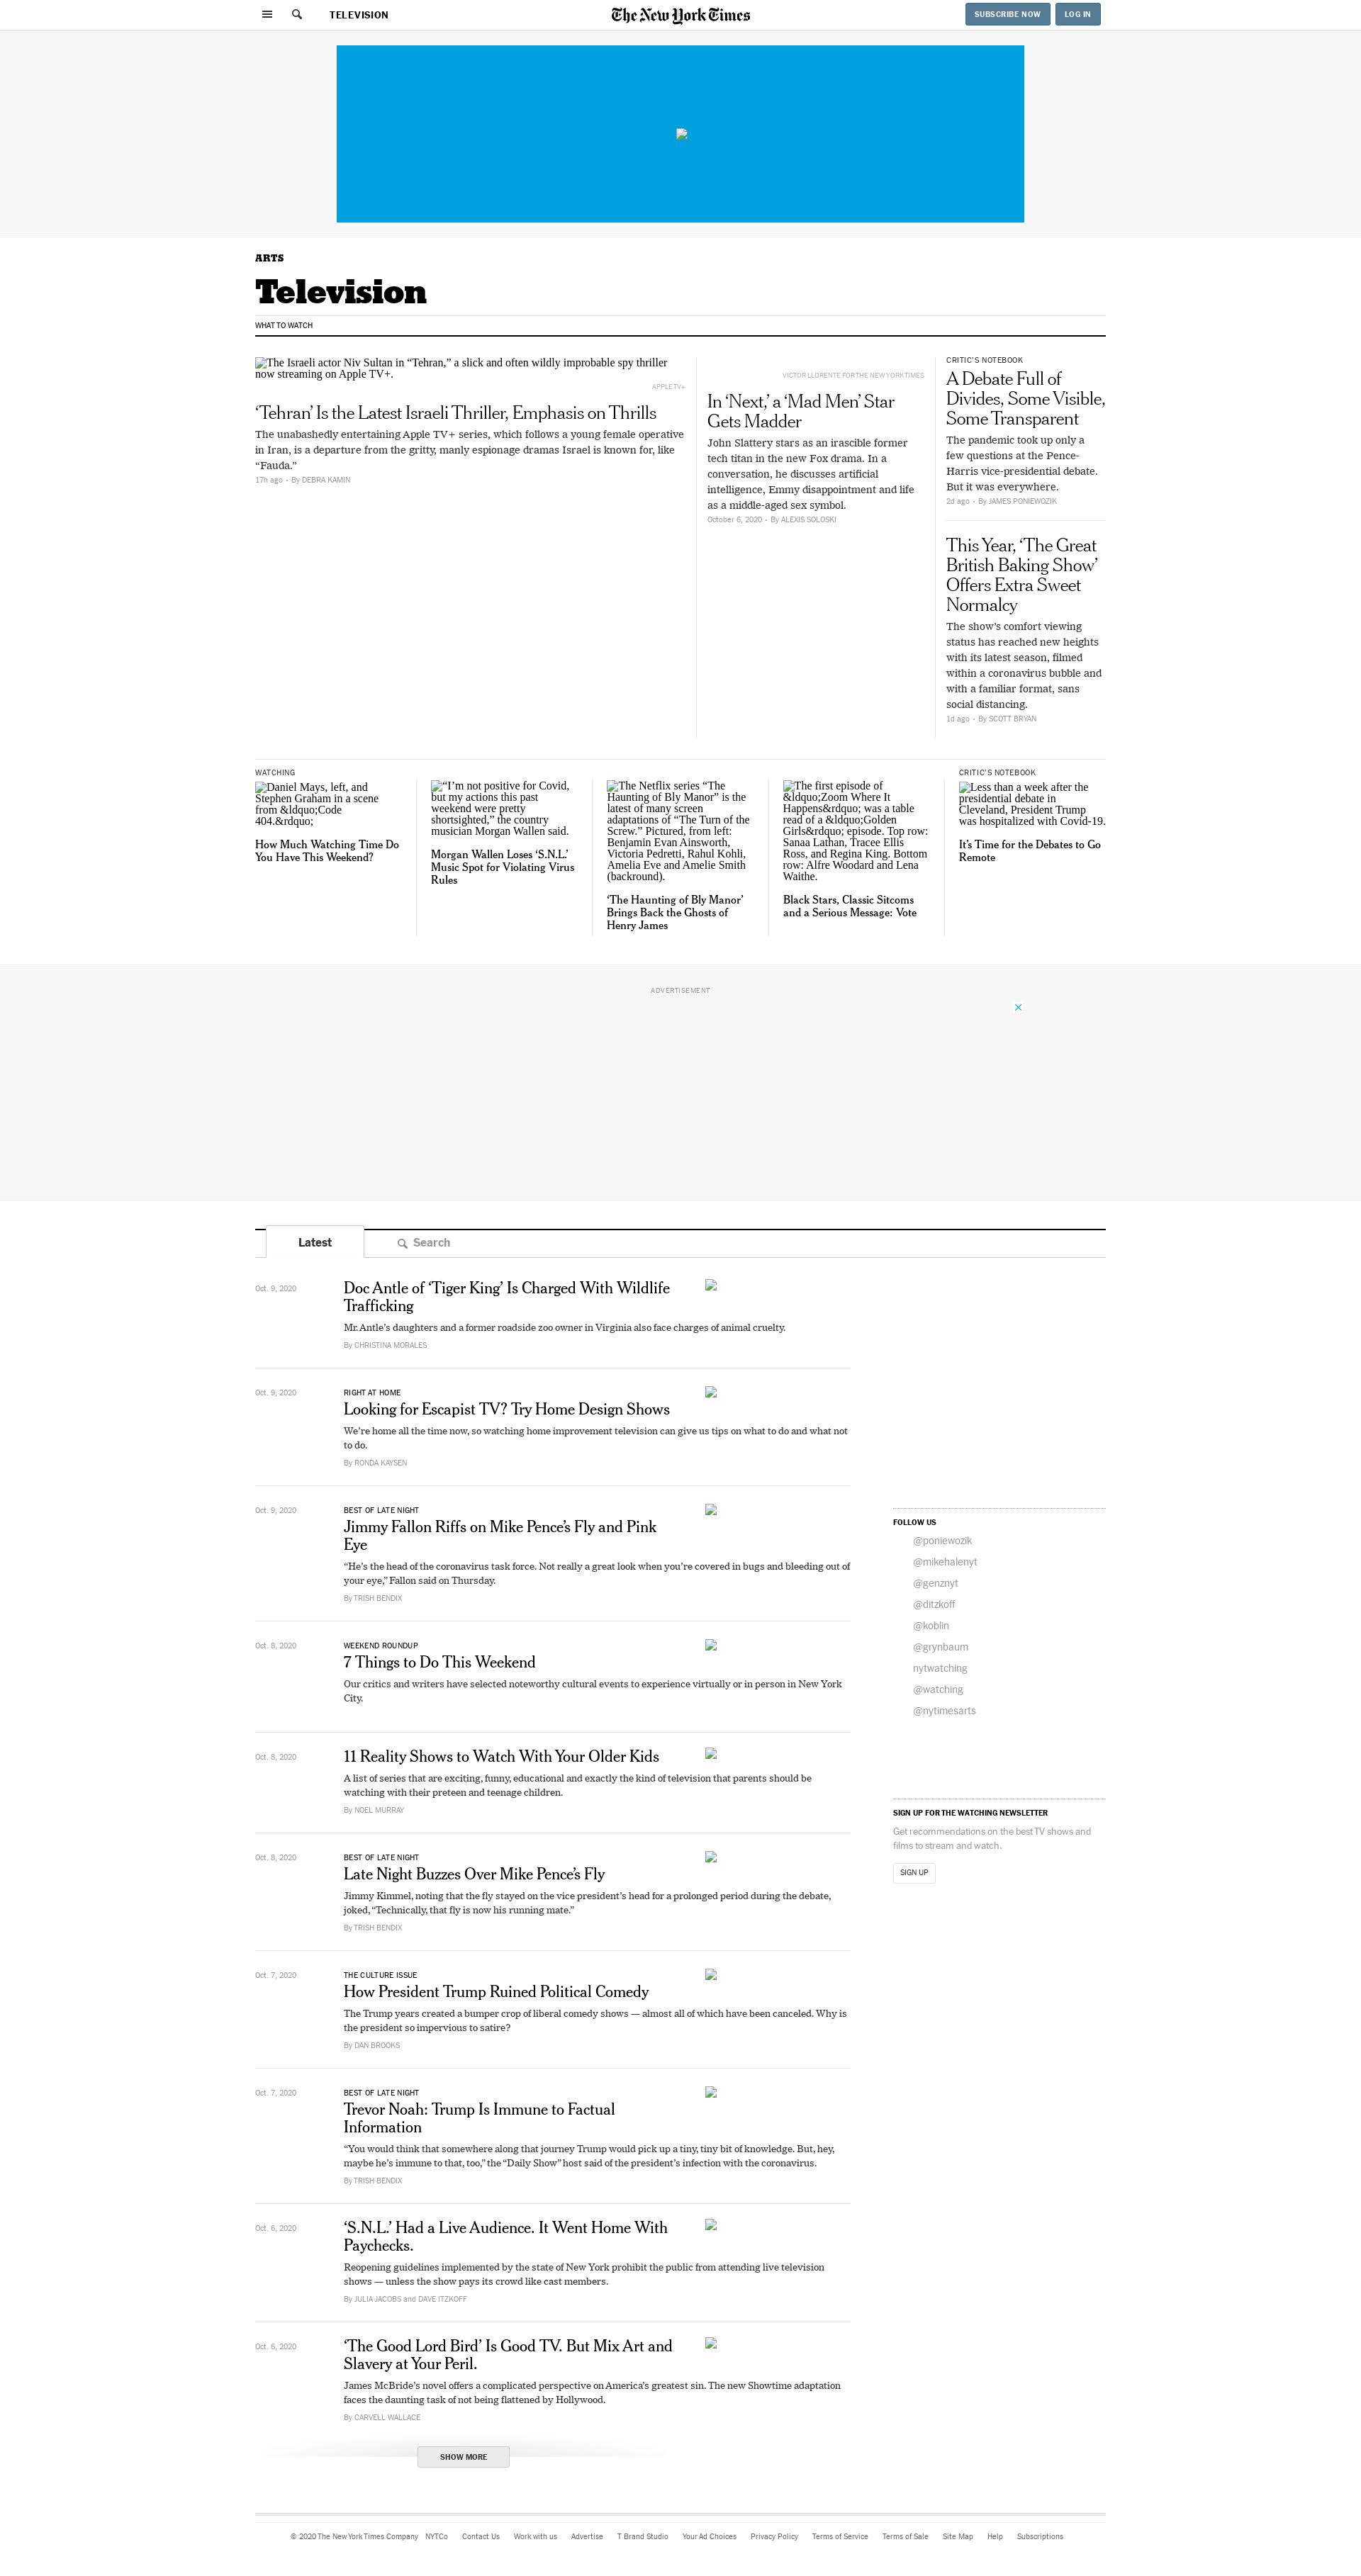 TELEVISION
The New York Times
SUBSCRIBE NOW
LOG IN
ARTS
Television
WHAT TO WATCH
The Israeli actor Niv Sultan in “Tehran,” a slick and often wildly improbable spy thriller
now streaming on Apple TV+.
APPLE TV+
‘Tehran’ Is the Latest Israeli Thriller, Emphasis on Thrills
The unabashedly entertaining Apple TV+ series, which follows a young female operative
in Iran, is a departure from the gritty, manly espionage dramas Israel is known for, like
“Fauda.”
17h ago • By DEBRA KAMIN
VICTOR LLORENTE FOR THE NEW YORK TIMES
In ‘Next,’ a ‘Mad Men’ Star
Gets Madder
John Slattery stars as an irascible former
tech titan in the new Fox drama. In a
conversation, he discusses artificial
intelligence, Emmy disappointment and life
as a middle-aged sex symbol.
October 6, 2020 • By ALEXIS SOLOSKI
CRITIC’S NOTEBOOK
A Debate Full of
Divides, Some Visible,
Some Transparent
The pandemic took up only a
few questions at the Pence-
Harris vice-presidential debate.
But it was everywhere.
2d ago • By JAMES PONIEWOZIK
This Year, ‘The Great
British Baking Show’
Offers Extra Sweet
Normalcy
The show’s comfort viewing
status has reached new heights
with its latest season, filmed
within a coronavirus bubble and
with a familiar format, sans
social distancing.
1d ago • By SCOTT BRYAN
WATCHING
Daniel Mays, left, and
Stephen Graham in a scene
from &ldquo;Code
404.&rdquo;
How Much Watching Time Do
You Have This Weekend?
“I’m not positive for Covid,
but my actions this past
weekend were pretty
shortsighted,” the country
musician Morgan Wallen said.
Morgan Wallen Loses ‘S.N.L.’
Music Spot for Violating Virus
Rules
The Netflix series “The
Haunting of Bly Manor” is the
latest of many screen
adaptations of “The Turn of the
Screw.” Pictured, from left:
Benjamin Evan Ainsworth,
Victoria Pedretti, Rahul Kohli,
Amelia Eve and Amelie Smith
(backround).
‘The Haunting of Bly Manor’
Brings Back the Ghosts of
Henry James
The first episode of
&ldquo;Zoom Where It
Happens&rdquo; was a table
read of a &ldquo;Golden
Girls&rdquo; episode. Top row:
Sanaa Lathan, Tracee Ellis
Ross, and Regina King. Bottom
row: Alfre Woodard and Lena
Waithe.
Black Stars, Classic Sitcoms
and a Serious Message: Vote
CRITIC’S NOTEBOOK
Less than a week after the
presidential debate in
Cleveland, President Trump
was hospitalized with Covid-19.
It’s Time for the Debates to Go
Remote
ADVERTISEMENT
Latest
Search
Oct. 9, 2020
Doc Antle of ‘Tiger King’ Is Charged With Wildlife
Trafficking
Mr. Antle’s daughters and a former roadside zoo owner in Virginia also face charges of animal cruelty.
By CHRISTINA MORALES
Oct. 9, 2020
RIGHT AT HOME
Looking for Escapist TV? Try Home Design Shows
We’re home all the time now, so watching home improvement television can give us tips on what to do and what not
to do.
By RONDA KAYSEN
Oct. 9, 2020
BEST OF LATE NIGHT
Jimmy Fallon Riffs on Mike Pence’s Fly and Pink
Eye
“He’s the head of the coronavirus task force. Not really a great look when you’re covered in bugs and bleeding out of
your eye,” Fallon said on Thursday.
By TRISH BENDIX
Oct. 8, 2020
WEEKEND ROUNDUP
7 Things to Do This Weekend
Our critics and writers have selected noteworthy cultural events to experience virtually or in person in New York
City.
Oct. 8, 2020
11 Reality Shows to Watch With Your Older Kids
A list of series that are exciting, funny, educational and exactly the kind of television that parents should be
watching with their preteen and teenage children.
By NOEL MURRAY
Oct. 8, 2020
BEST OF LATE NIGHT
Late Night Buzzes Over Mike Pence’s Fly
Jimmy Kimmel, noting that the fly stayed on the vice president’s head for a prolonged period during the debate,
joked, “Technically, that fly is now his running mate.”
By TRISH BENDIX
Oct. 7, 2020
THE CULTURE ISSUE
How President Trump Ruined Political Comedy
The Trump years created a bumper crop of liberal comedy shows — almost all of which have been canceled. Why is
the president so impervious to satire?
By DAN BROOKS
Oct. 7, 2020
BEST OF LATE NIGHT
Trevor Noah: Trump Is Immune to Factual
Information
“You would think that somewhere along that journey Trump would pick up a tiny, tiny bit of knowledge. But, hey,
maybe he’s immune to that, too,” the “Daily Show” host said of the president’s infection with the coronavirus.
By TRISH BENDIX
Oct. 6, 2020
‘S.N.L.’ Had a Live Audience. It Went Home With
Paychecks.
Reopening guidelines implemented by the state of New York prohibit the public from attending live television
shows — unless the show pays its crowd like cast members.
By JULIA JACOBS and DAVE ITZKOFF
Oct. 6, 2020
‘The Good Lord Bird’ Is Good TV. But Mix Art and
Slavery at Your Peril.
James McBride’s novel offers a complicated perspective on America’s greatest sin. The new Showtime adaptation
faces the daunting task of not being flattened by Hollywood.
By CARVELL WALLACE
SHOW MORE
FOLLOW US
@poniewozik
@mikehalenyt
@genznyt
@ditzkoff
@koblin
@grynbaum
nytwatching
@watching
@nytimesarts
SIGN UP FOR THE WATCHING NEWSLETTER
Get recommendations on the best TV shows and
films to stream and watch.
SIGN UP
© 2020 The New York Times Company NYTCo Contact Us Work with us Advertise T Brand Studio Your Ad Choices Privacy Policy Terms of Service Terms of Sale Site Map Help Subscriptions